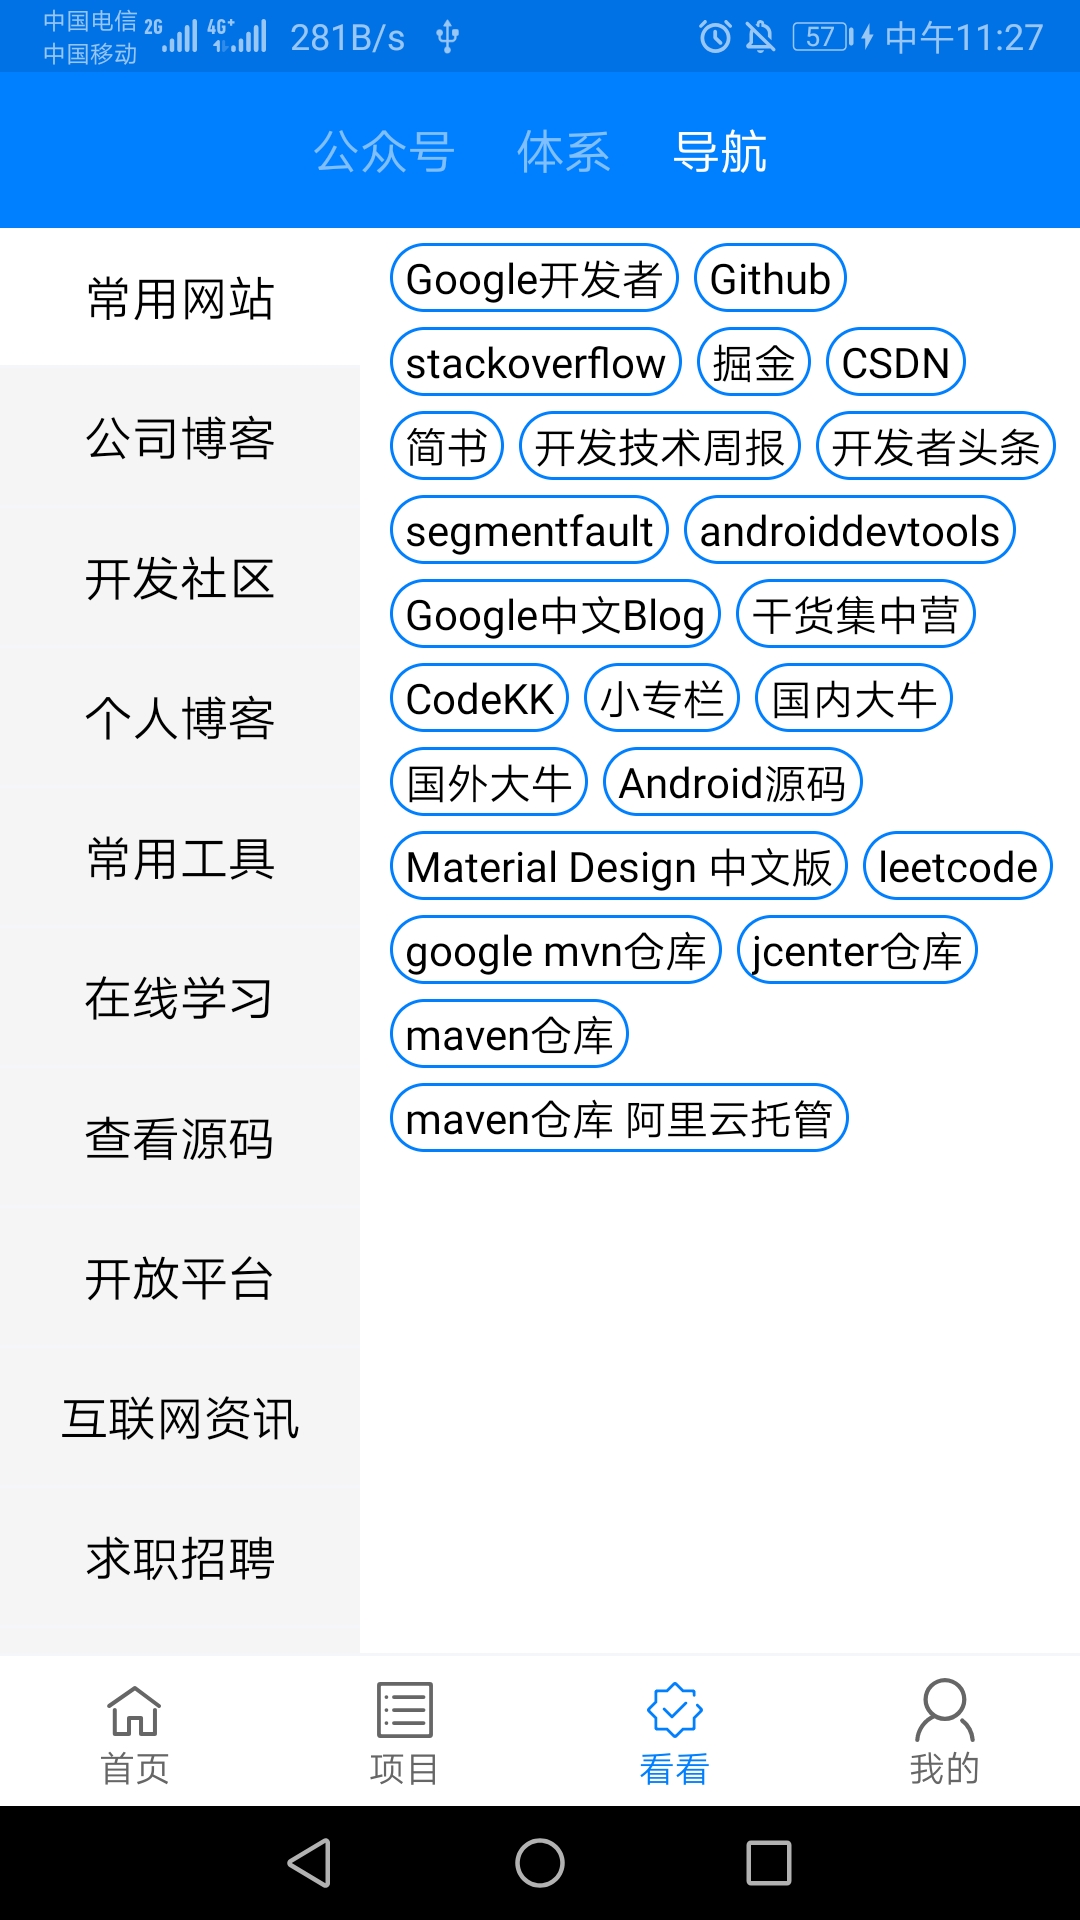 中国电信 2G 4G+ 281B/s 57 中午11:27
中国移动
公众号 体系 导航
常用网站
公司博客
开发社区
个人博客
常用工具
在线学习
查看源码
开放平台
互联网资讯
求职招聘
Google开发者 Github
stackoverflow 掘金 CSDN
简书 开发技术周报 开发者头条
segmentfault androiddevtools
Google中文Blog 干货集中营
CodeKK 小专栏 国内大牛
国外大牛 Android源码
Material Design 中文版 leetcode
google mvn仓库 jcenter仓库
maven仓库
maven仓库 阿里云托管
首页 项目 看看 我的